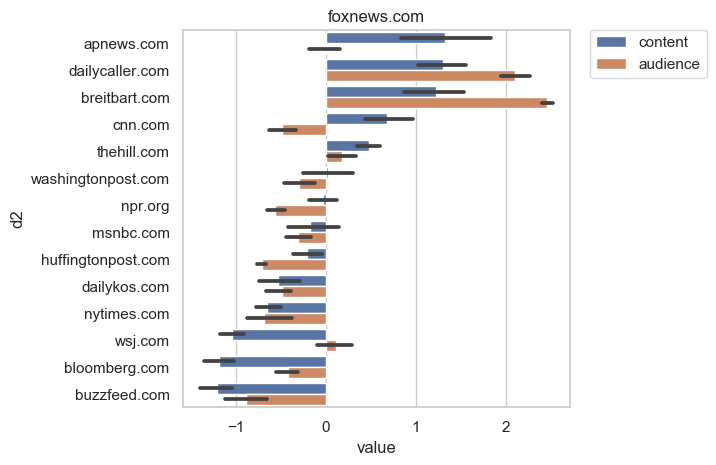 foxnews.com
content
audience
d2
apnews.com
dailycaller.com
breitbart.com
cnn.com
thehill.com
washingtonpost.com
npr.org
msnbc.com
huffingtonpost.com
dailykos.com
nytimes.com
wsj.com
bloomberg.com
buzzfeed.com
−1 0 1 2
value